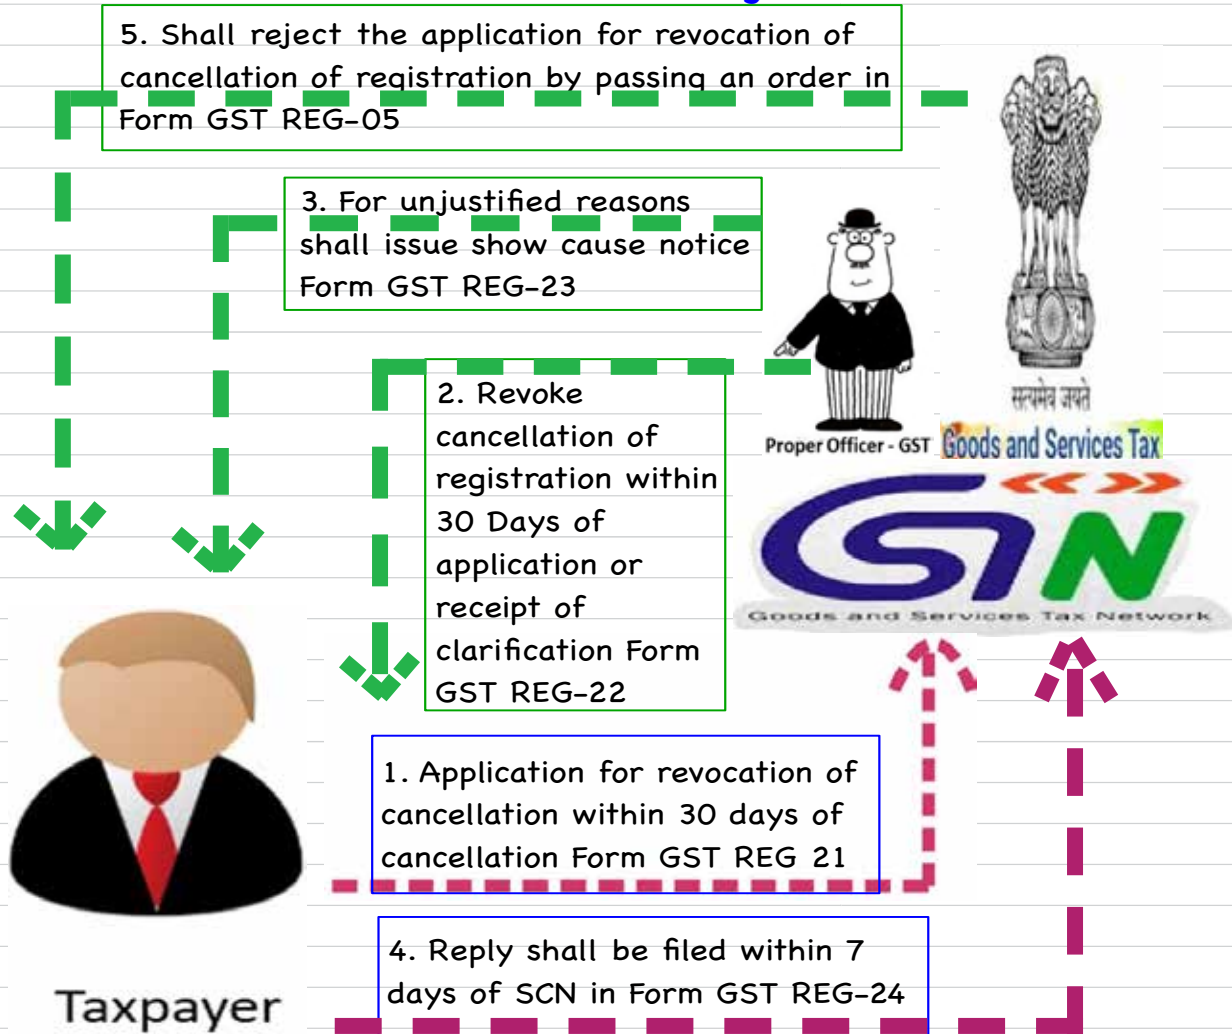 5. Shall reject the application for revocation of
cancellation of registration by passing an order in
Form GST REG-05
3. For unjustified reasons
shall issue show cause notice
Form GST REG-23
2. Revoke
cancellation of
registration within
30 Days of
application or
receipt of
clarification Form
GST REG-22
सत्यमेव जयते
Proper Officer - GST
Goods and Services Tax
GSTN
Goods and Services Tax Network
1. Application for revocation of
cancellation within 30 days of
cancellation Form GST REG 21
4. Reply shall be filed within 7
days of SCN in Form GST REG-24
Taxpayer